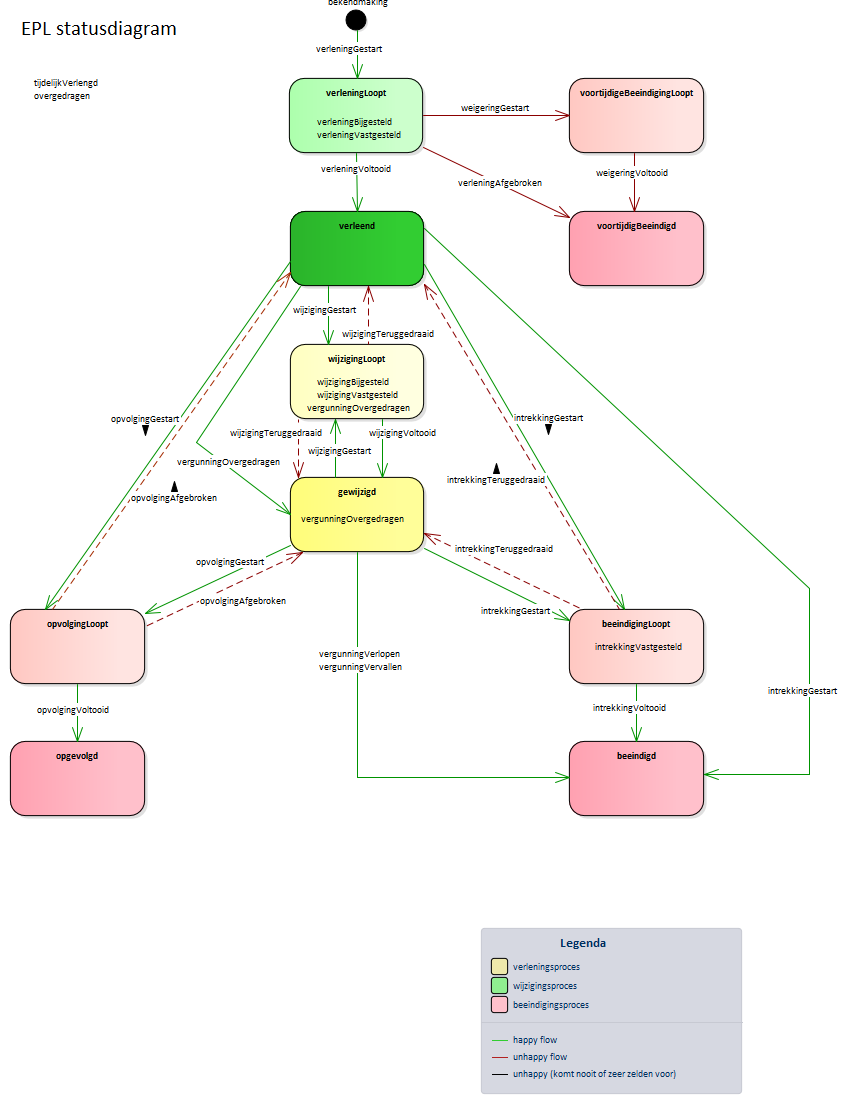 bekendmaking
EPL statusdiagram
verleningGestart
tijdelijkVerlengd
overgedragen
verleningLoopt
verleningBijgesteld
verleningVastgesteld
weigeringGestart
voortijdigeBeeindigingLoopt
verleningVoltooid
verleningAfgebroken
weigeringVoltooid
verleend
voortijdigBeeindigd
wijzigingGestart
wijzigingTeruggedraaid
wijzigingLoopt
wijzigingBijgesteld
wijzigingVastgesteld
vergunningOvergedragen
opvolgingGestart
intrekkingGestart
wijzigingTeruggedraaid
wijzigingVoltooid
wijzigingGestart
vergunningOvergedragen
intrekkingTeruggedraaid
opvolgingAfgebroken
gewijzigd
vergunningOvergedragen
opvolgingGestart
intrekkingTeruggedraaid
opvolgingAfgebroken
intrekkingGestart
opvolgingLoopt
beeindigingLoopt
intrekkingVastgesteld
vergunningVerlopen
vergunningVervallen
intrekkingGestart
opvolgingVoltooid
intrekkingVoltooid
opgevolgd
beeindigd
Legenda
verleningsproces
wijzigingsproces
beeindigingsproces
happy flow
unhappy flow
unhappy (komt nooit of zeer zelden voor)